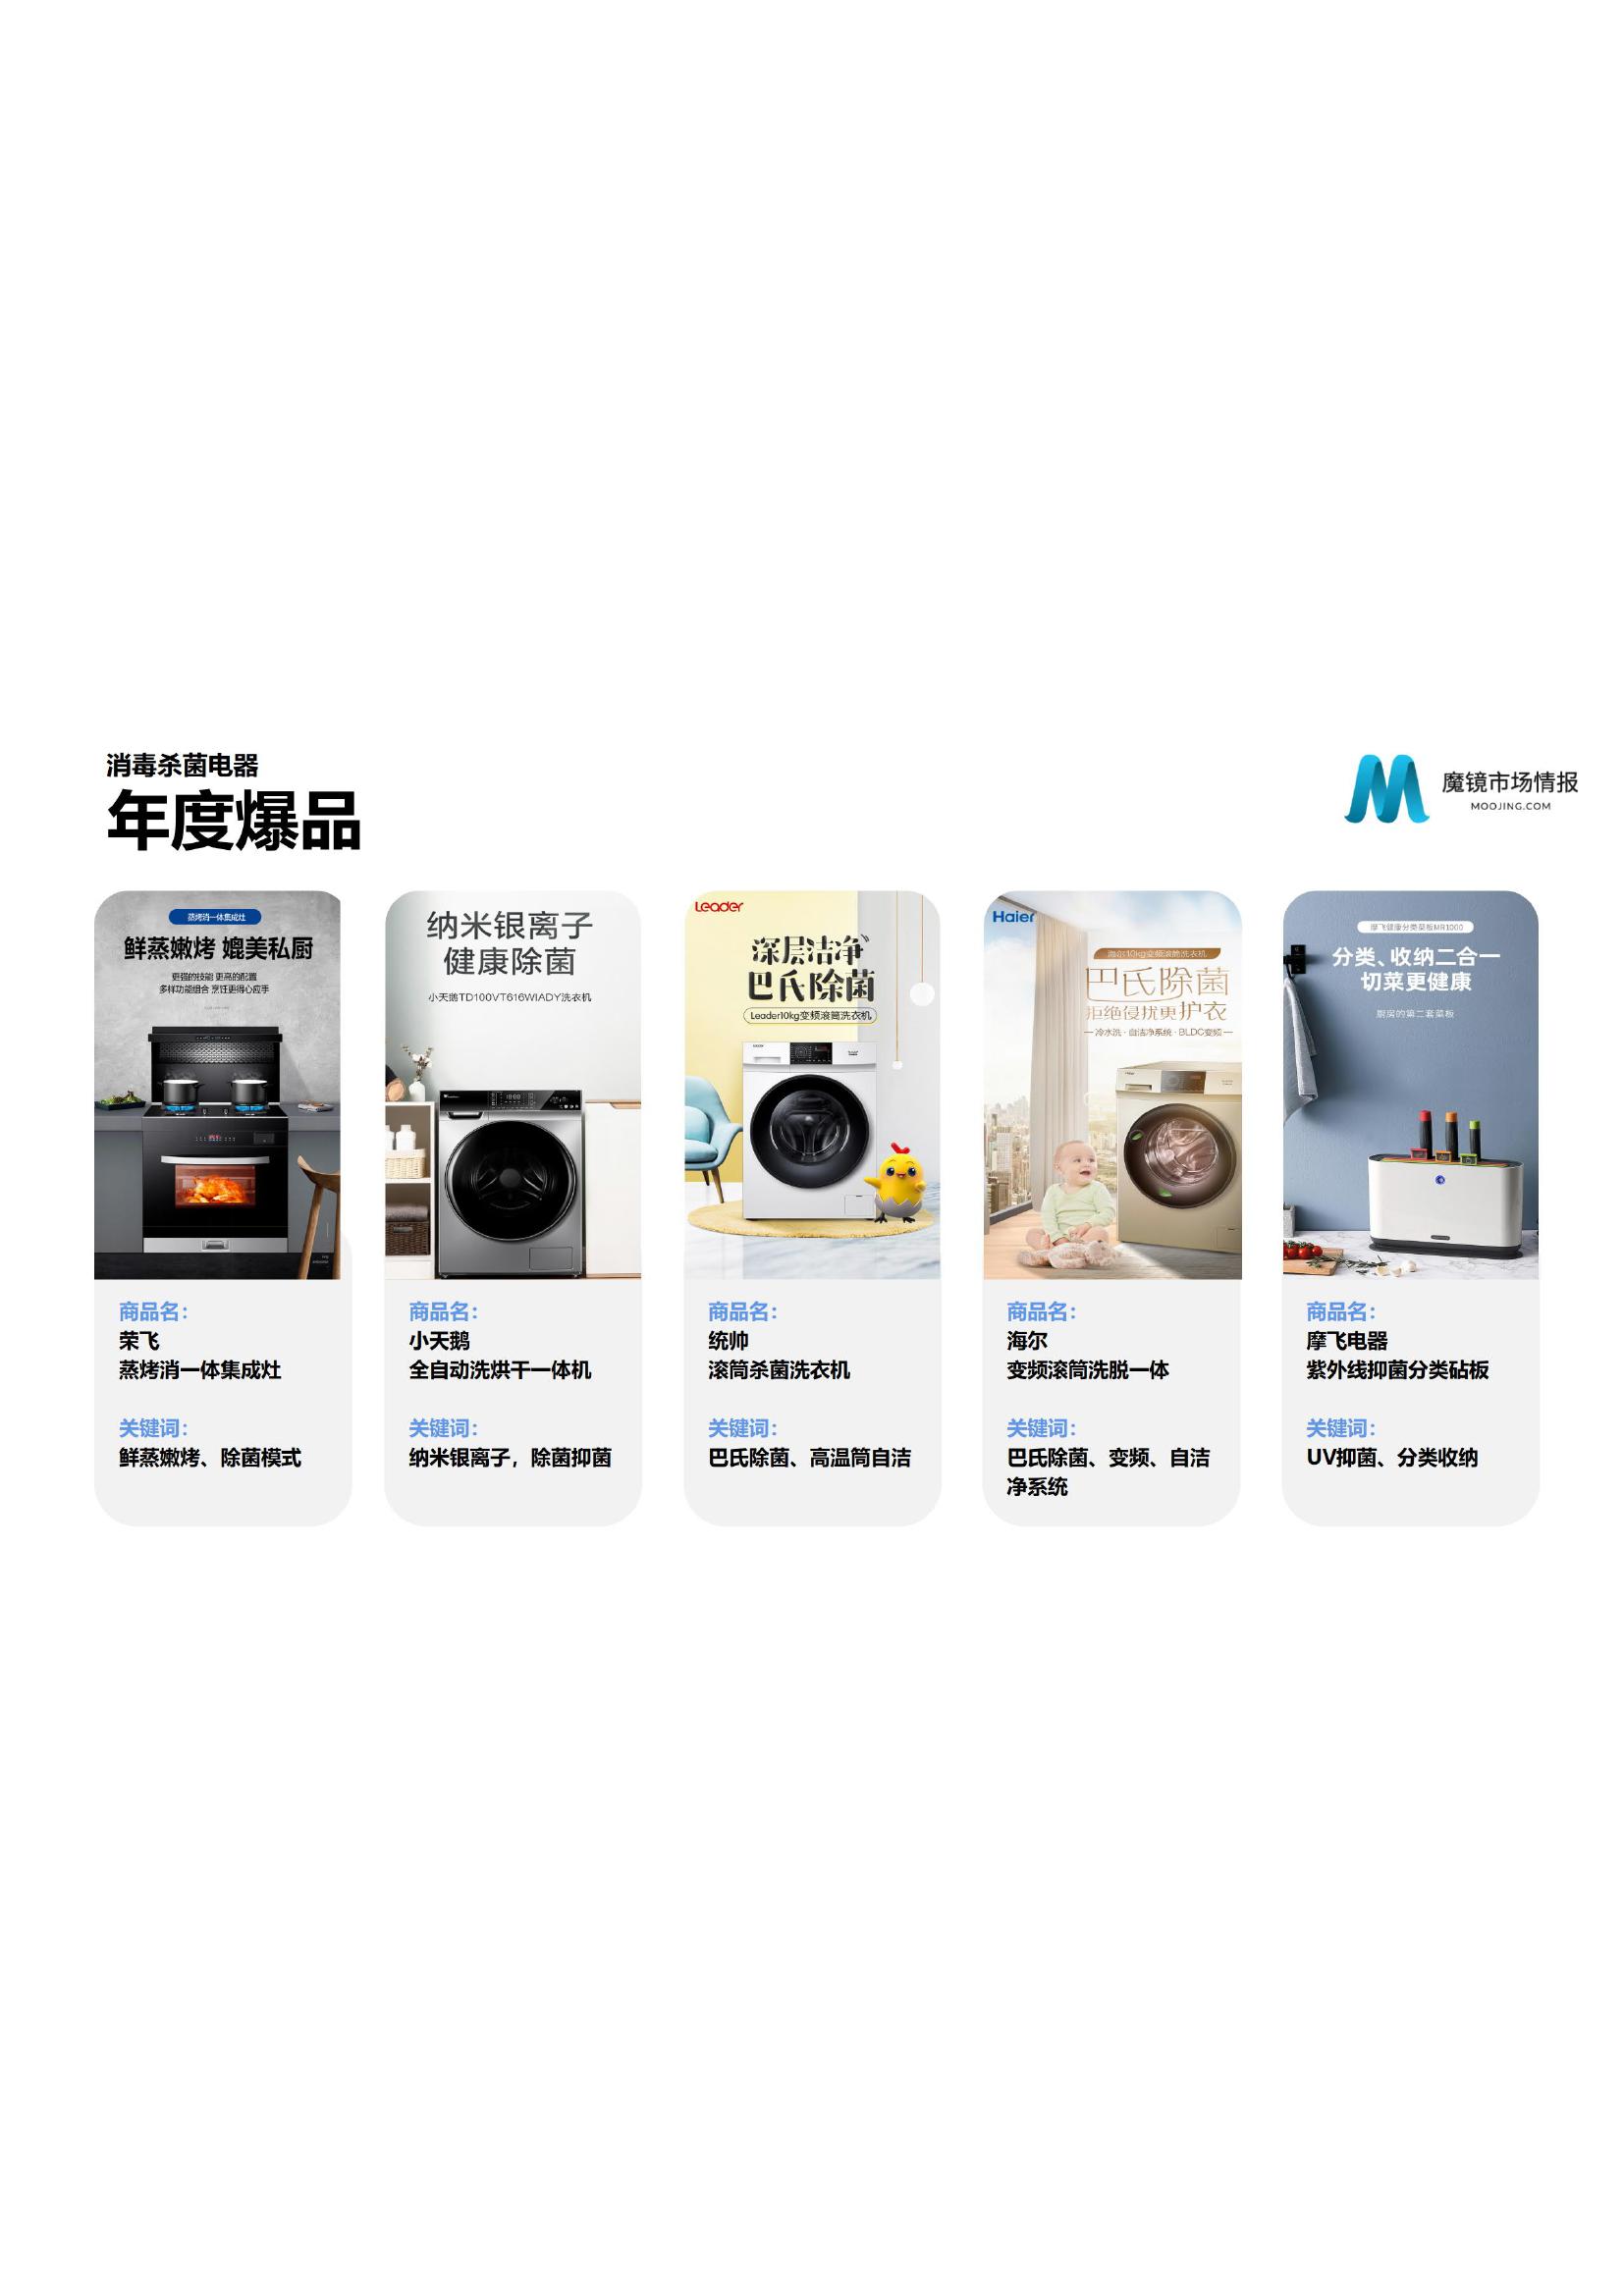 消毒杀菌电器
年度爆品
魔镜市场情报
MOOJING.COM
蒸烤消一体集成灶
鲜蒸嫩烤 媲美私厨
更强的技能 更高的配置
多样功能组合 烹饪更得心应手
商品名：
荣飞
蒸烤消一体集成灶
关键词：
鲜蒸嫩烤、除菌模式
纳米银离子
健康除菌
小天鹅TD100VT616WIADY洗衣机
商品名：
小天鹅
全自动洗烘干一体机
关键词：
纳米银离子，除菌抑菌
Leader
深层洁净
巴氏除菌
Leader10kg变频滚筒洗衣机
商品名：
统帅
滚筒杀菌洗衣机
关键词：
巴氏除菌、高温筒自洁
Haier
海尔10kg变频滚筒洗衣机
巴氏除菌
拒绝侵扰更护衣
冷水洗·自洁净系统·BLDC变频
商品名：
海尔
变频滚筒洗脱一体
关键词：
巴氏除菌、变频、自洁
净系统
摩飞健康分类菜板MR1000
分类、收纳二合一
切菜更健康
厨房的第二套菜板
商品名：
摩飞电器
紫外线抑菌分类砧板
关键词：
UV抑菌、分类收纳